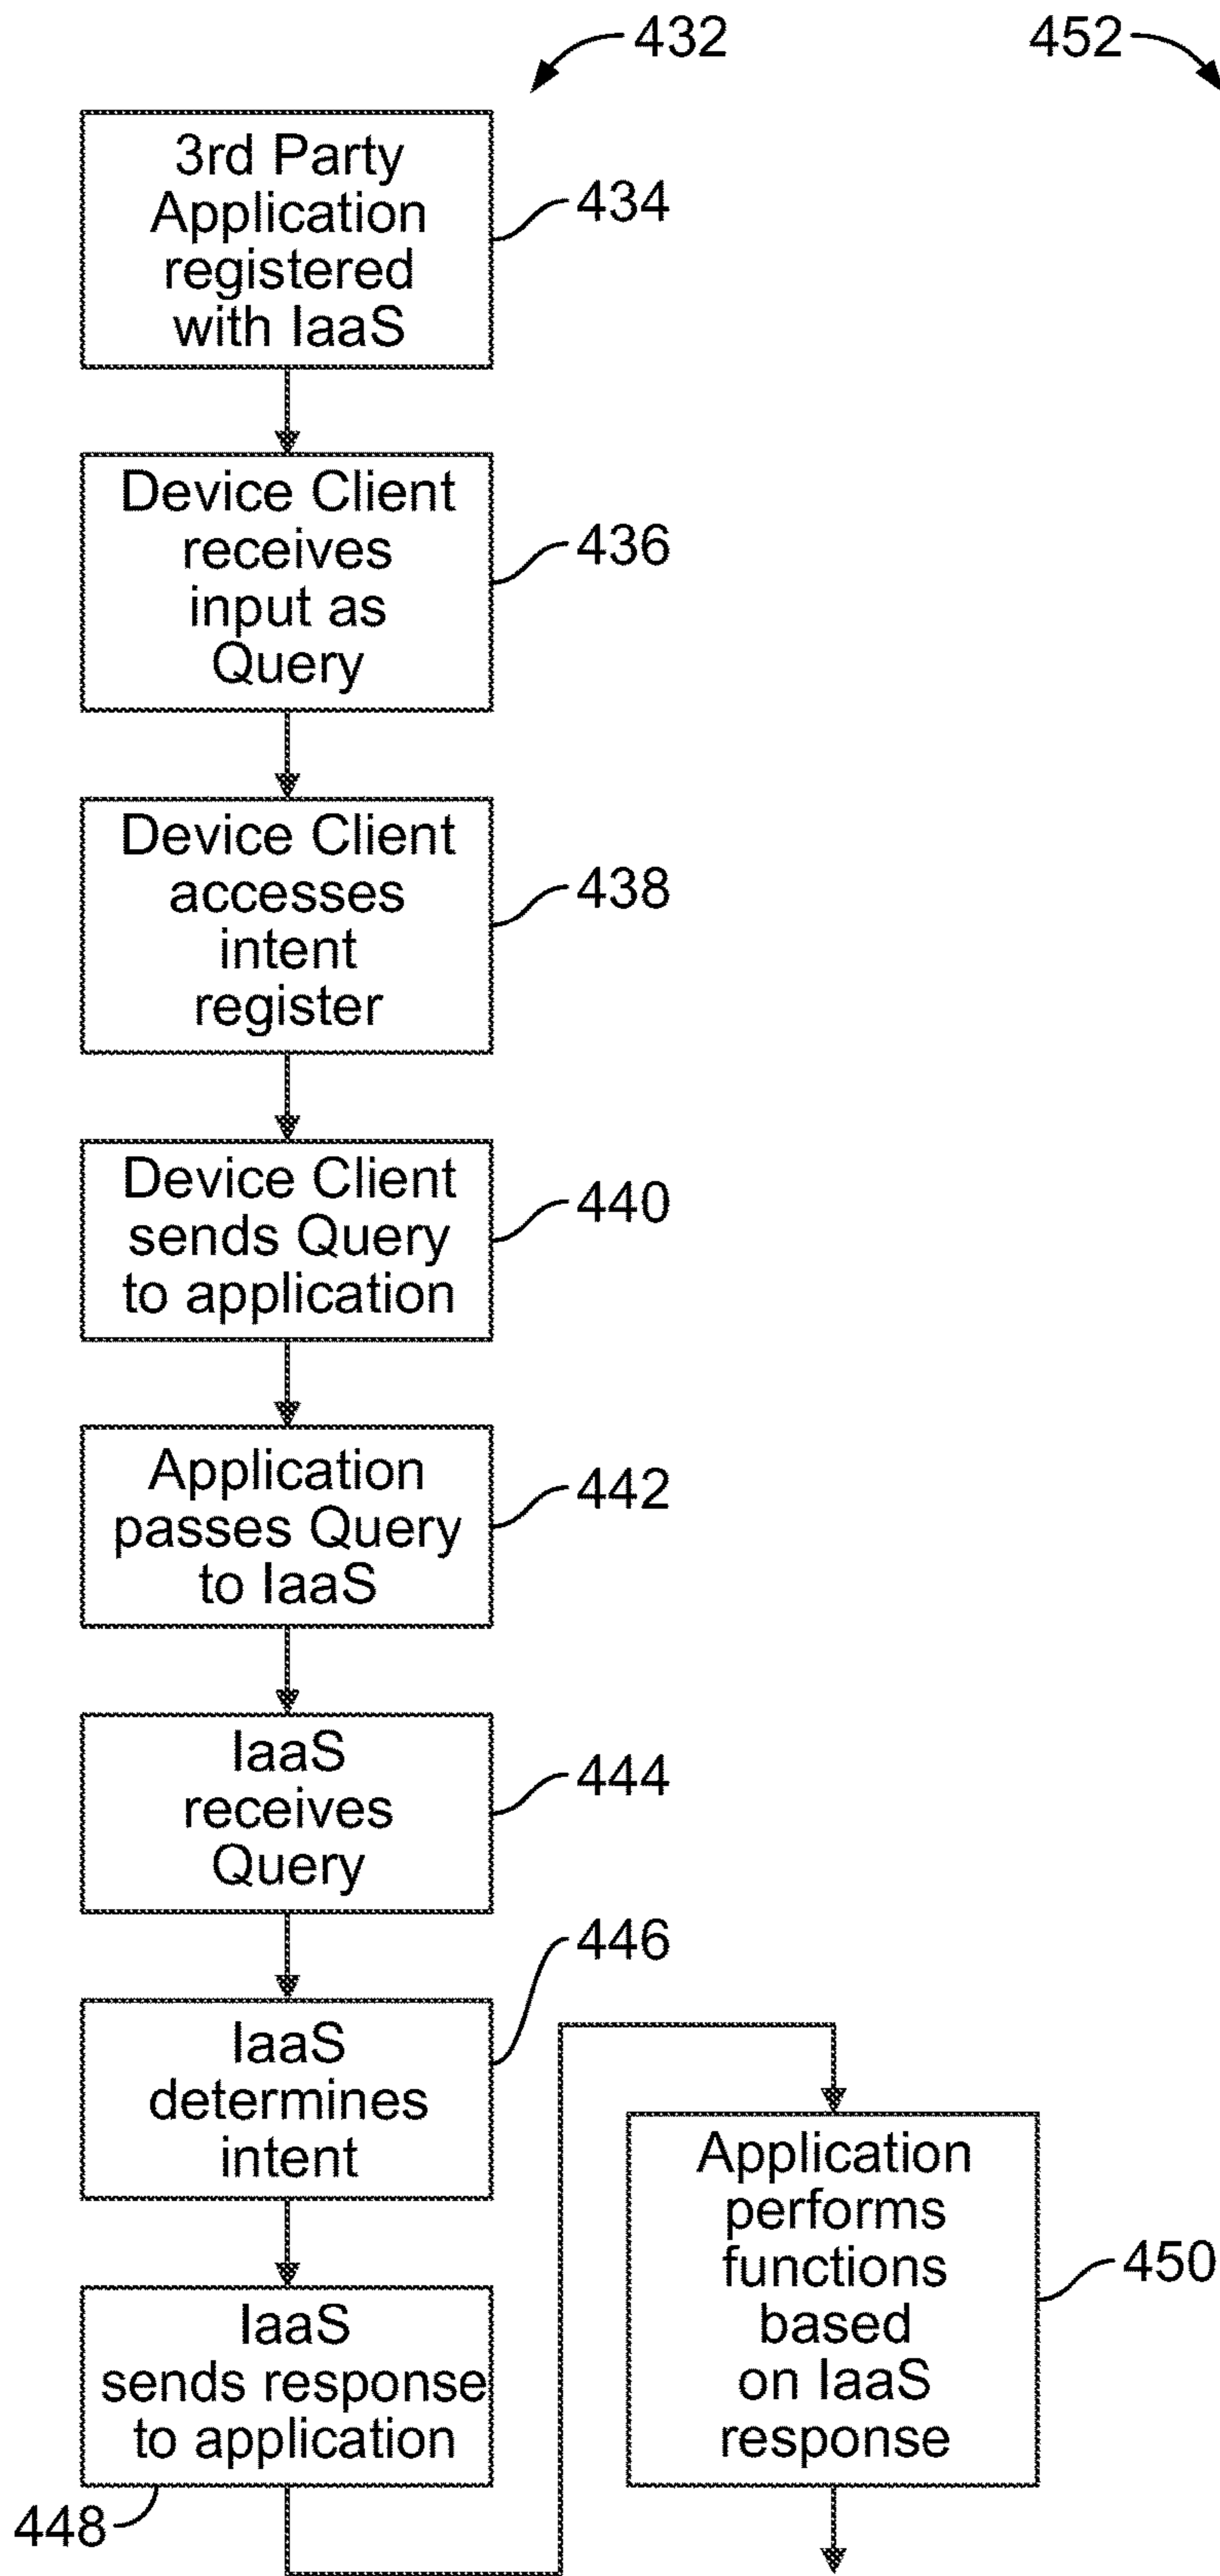 432
452
3rd Party
Application
registered
with IaaS
434
Device Client
receives
input as
Query
436
Device Client
accesses
intent
register
438
Device Client
sends Query
to application
440
Application
passes Query
to IaaS
442
IaaS
receives
Query
444
446
IaaS
determines
intent
IaaS
sends response
to application
448
Application
performs
functions
based
on IaaS
response
450